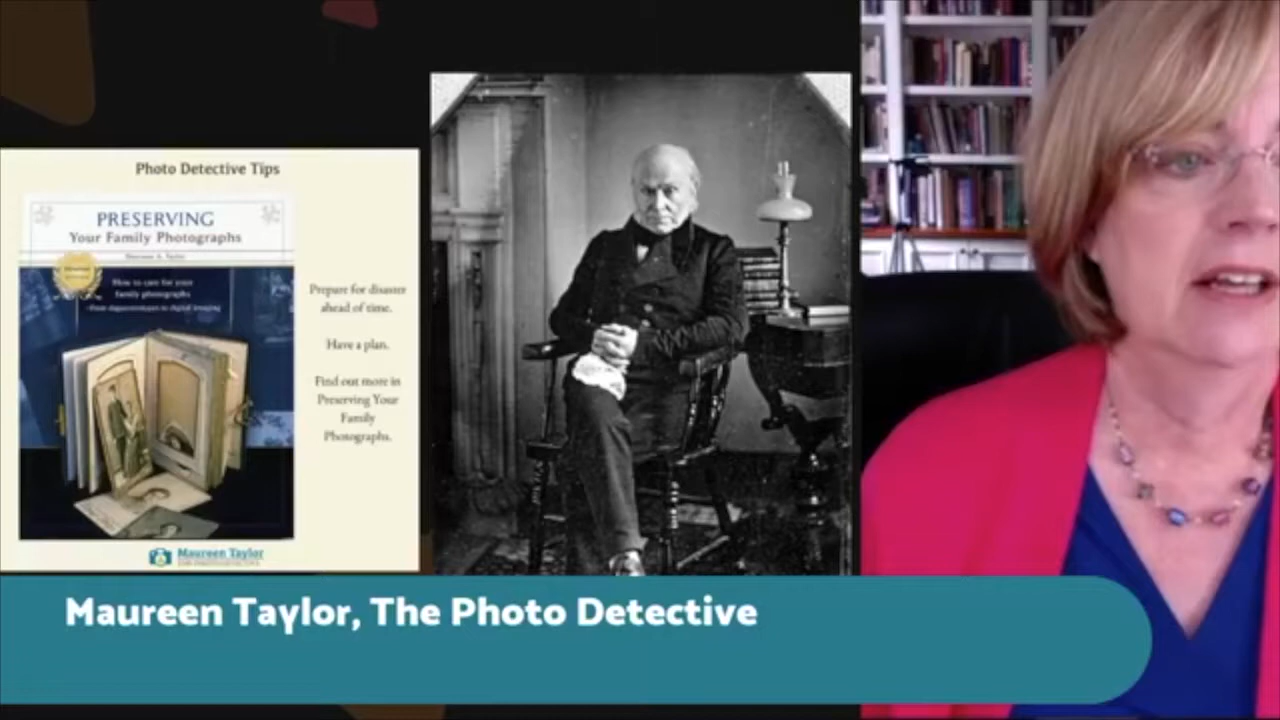 Photo Detective Tips
PRESERVING
Your Family Photographs
Maureen A. Taylor
How to care for your
family photographs
-from daguerreotypes to digital imaging
Prepare for disaster
ahead of time.
Have a plan.
Find out more in
Preserving Your
Family
Photographs.
Maureen Taylor
Maureen Taylor, The Photo Detective